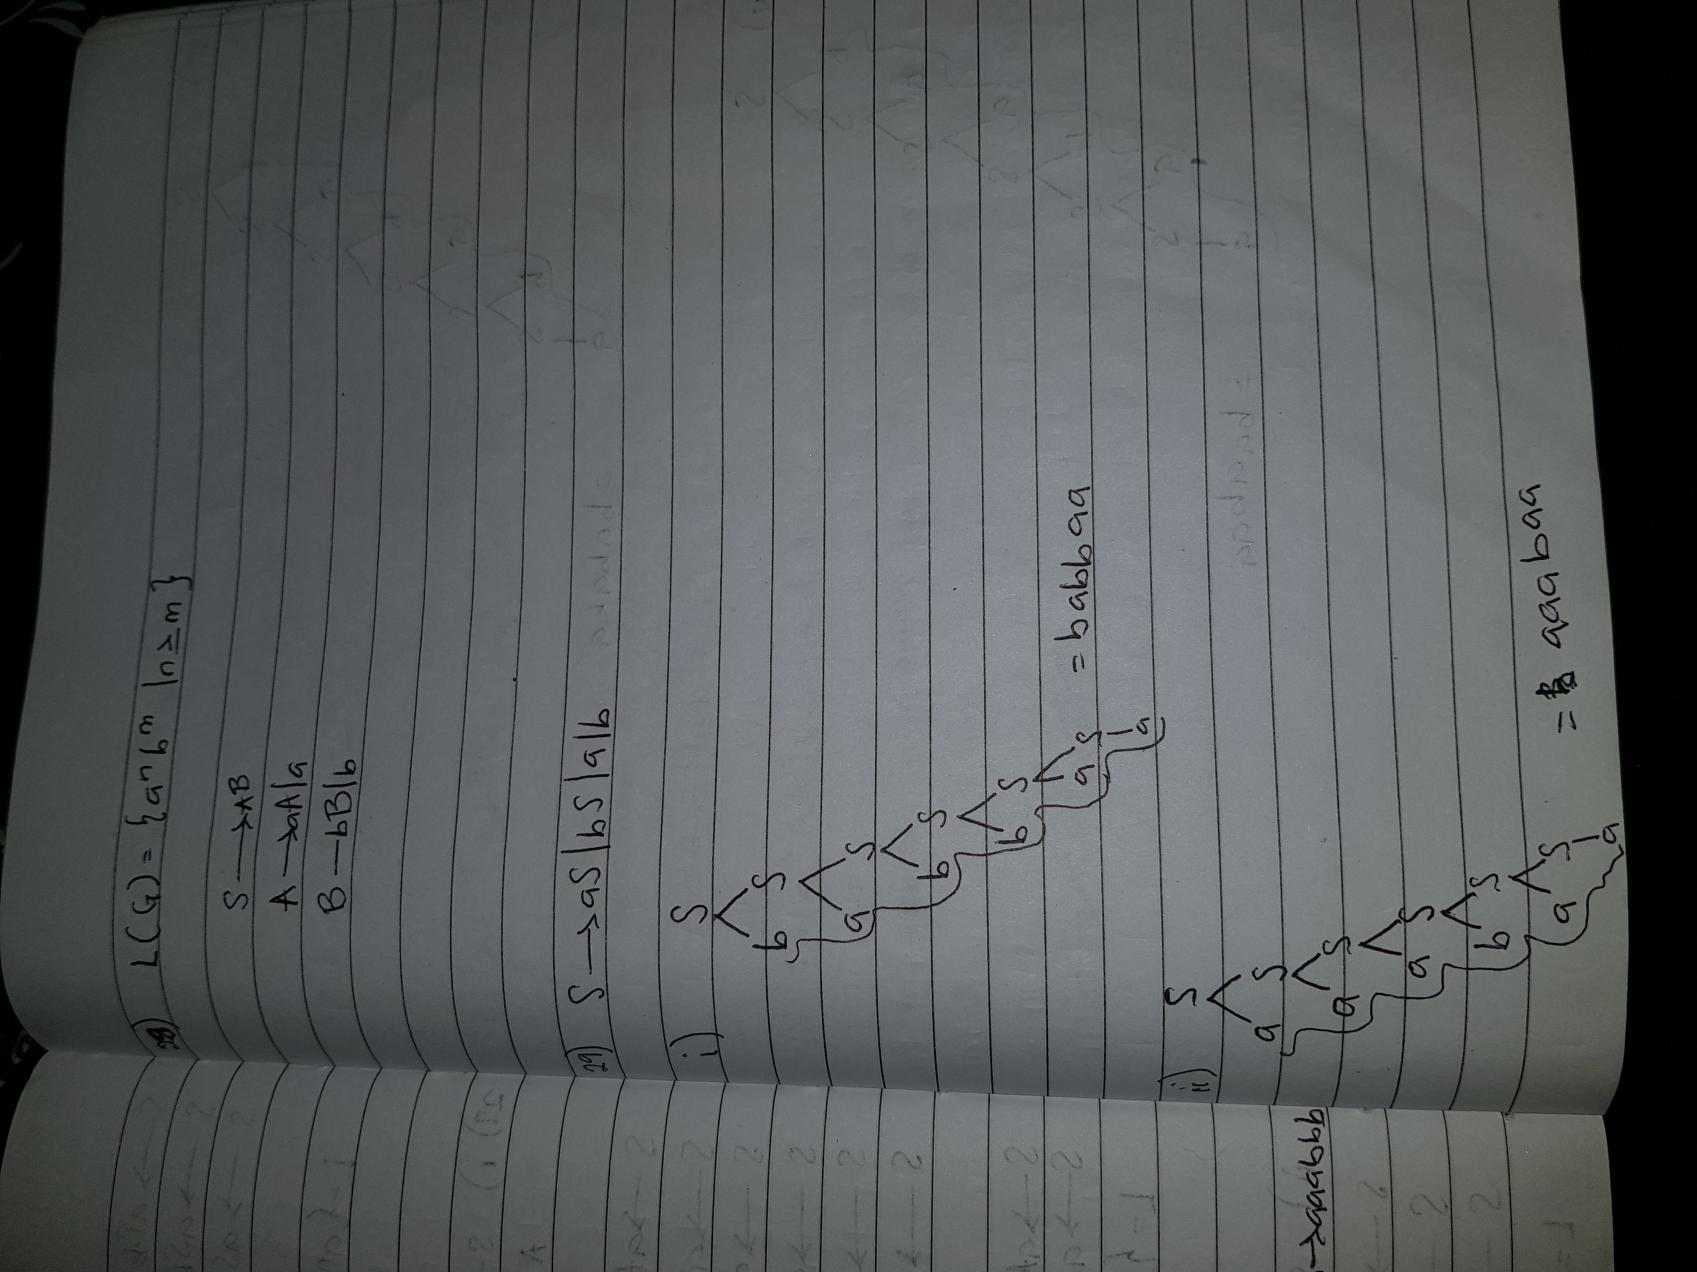 28) L(G) = {aⁿbᵐ | n ≥ m}
S → AB
A → aA|a
B — bB|b
29) S → aS|bS|a|b
i)
S
b S
a S
b S
b S
a S
a
= babbaa
ii)
S
a S
a S
a S
b S
a S
a
= aaabaa
→ aaabbb